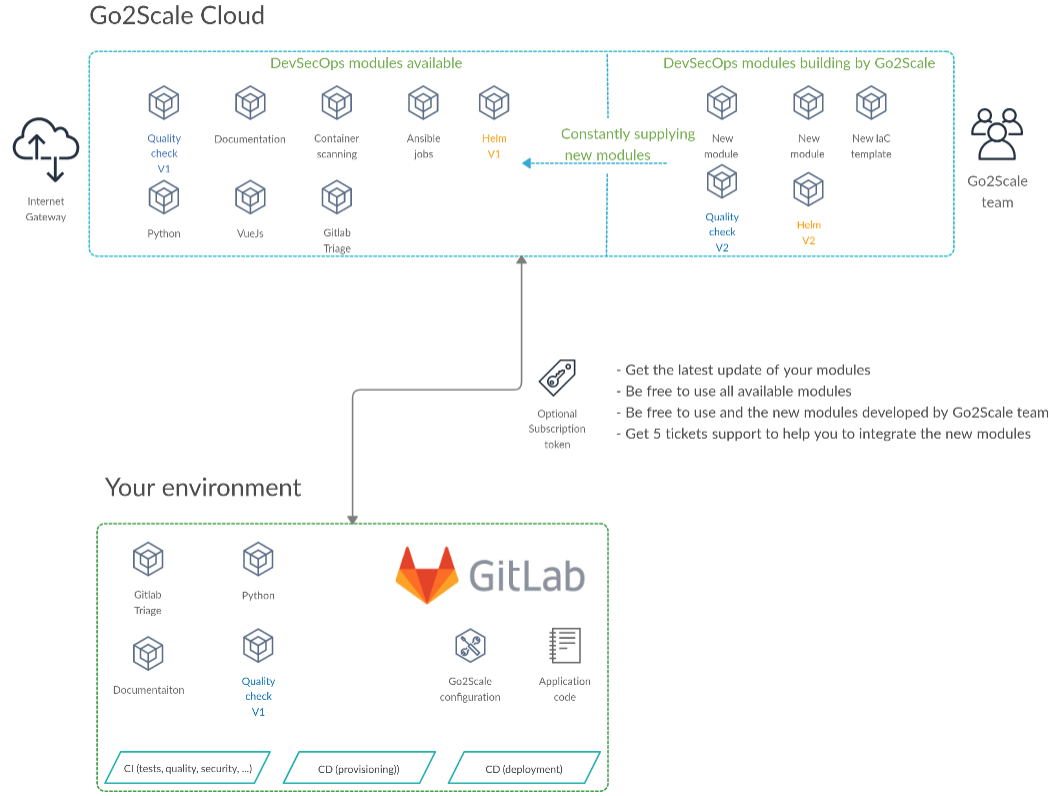 Go2Scale Cloud
DevSecOps modules available
DevSecOps modules building by Go2Scale
Internet
Gateway
Quality
check
V1
Documentation
Container
scanning
Ansible
jobs
Helm
V1
Python
VueJs
Gitlab
Triage
Constantly supplying
new modules
New
module
New
module
New IaC
template
Quality
check
V2
Helm
V2
Go2Scale
team
Optional
Subscription
token
- Get the latest update of your modules
- Be free to use all available modules
- Be free to use and the new modules developed by Go2Scale team
- Get 5 tickets support to help you to integrate the new modules
Your environment
Gitlab
Triage
Python
GitLab
Documentaiton
Quality
check
V1
Go2Scale
configuration
Application
code
CI (tests, quality, security, ...)
CD (provisioning))
CD (deployment)